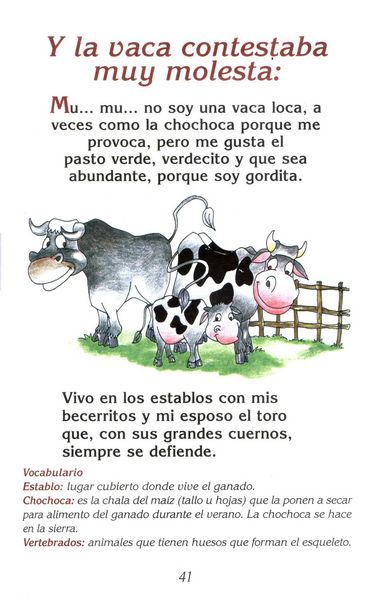 Y la vaca contestaba
muy molesta:
Mu... mu... no soy una vaca loca, a
veces como la chochoca porque me
provoca, pero me gusta el
pasto verde, verdecito y que sea
abundante, porque soy gordita.
Vivo en los establos con mis
becerritos y mi esposo el toro
que, con sus grandes cuernos,
siempre se defiende.
Vocabulario
Establo: lugar cubierto donde vive el ganado.
Chochoca: es la chala del maíz (tallo u hojas) que la ponen a secar
para alimento del ganado durante el verano. La chochoca se hace
en la sierra.
Vertebrados: animales que tienen huesos que forman el esqueleto.
41